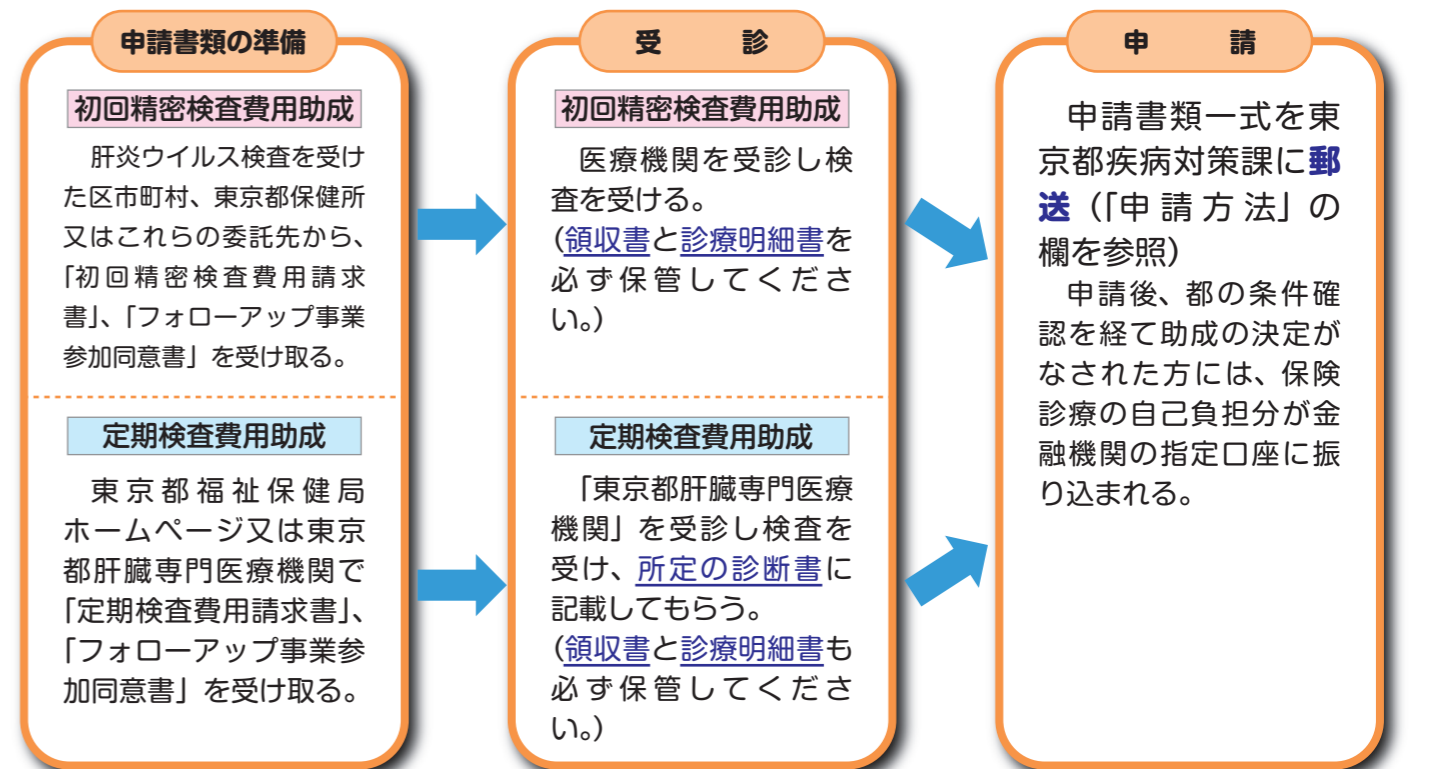 申請書類の準備
初回精密検査費用助成
肝炎ウイルス検査を受け
た区市町村、東京都保健所
又はこれらの委託先から、
「初回精密検査費用請求
書」、「フォローアップ事業
参加同意書」を受け取る。
定期検査費用助成
東京都福祉保健局
ホームページ又は東京
都肝臓専門医療機関で
「定期検査費用請求書」、
「フォローアップ事業参
加同意書」を受け取る。
受診
初回精密検査費用助成
医療機関を受診し検
査を受ける。
(領収書と診療明細書を
必ず保管してくださ
い。)
定期検査費用助成
「東京都肝臓専門医療
機関」を受診し検査を
受け、所定の診断書に
記載してもらう。
(領収書と診療明細書も
必ず保管してくださ
い。)
申請
申請書類一式を東
京都疾病対策課に郵
送(「申請方法」の
欄を参照)
申請後、都の条件確
認を経て助成の決定が
なされた方には、保険
診療の自己負担分が金
融機関の指定口座に振
り込まれる。